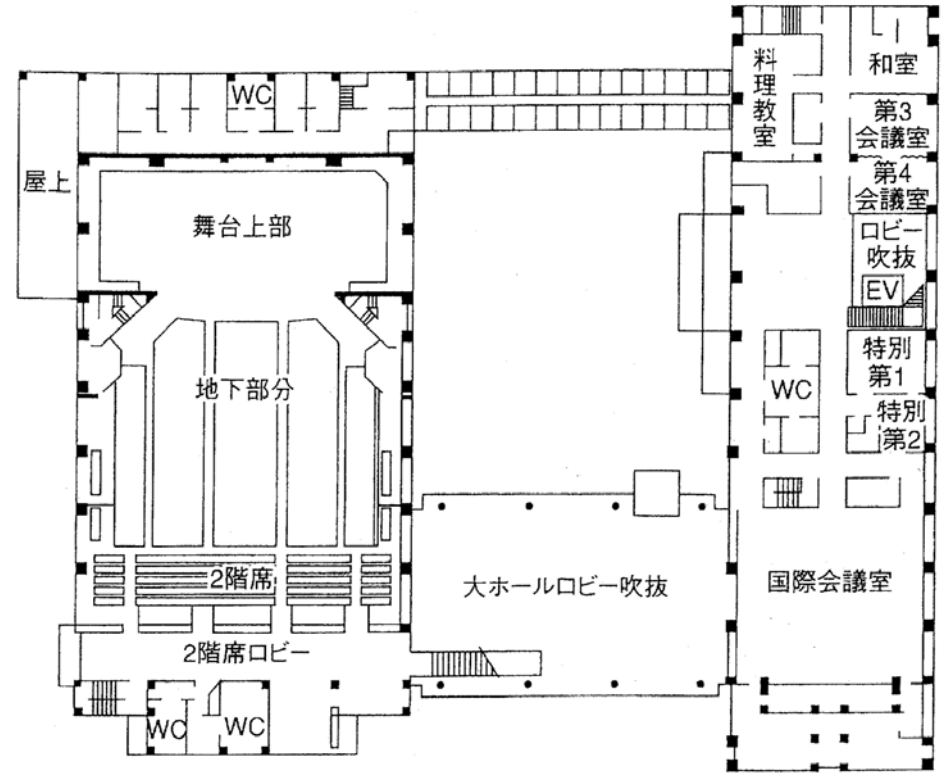 WC
屋上
舞台上部
地下部分
2階席
2階席ロビー
WC
WC
大ホールロビー吹抜
料理教室
和室
第3
会議室
第4
会議室
ロビー
吹抜
EV
特別
第1
WC
特別
第2
国際会議室